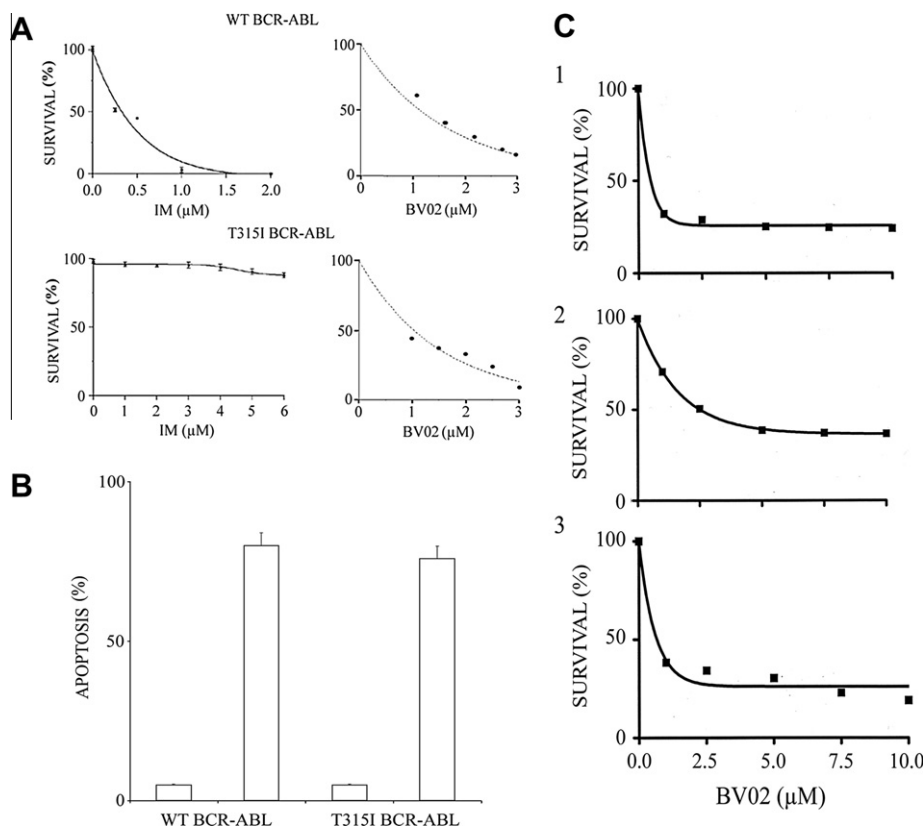 A
WT BCR-ABL
SURVIVAL (%)
100
50
0
0.0 0.5 1.0 1.5 2.0
IM (µM)
100
50
0
0 1 2 3
BV02 (µM)
T315I BCR-ABL
SURVIVAL (%)
100
50
0
0 1 2 3 4 5 6
IM (µM)
100
50
0
0 1 2 3
BV02 (µM)
B
APOPTOSIS (%)
100
50
0
WT BCR-ABL T315I BCR-ABL
C
1
SURVIVAL (%)
100
50
0
2
SURVIVAL (%)
100
50
0
3
SURVIVAL (%)
100
50
0
0.0 2.5 5.0 7.5 10.0
BV02 (µM)